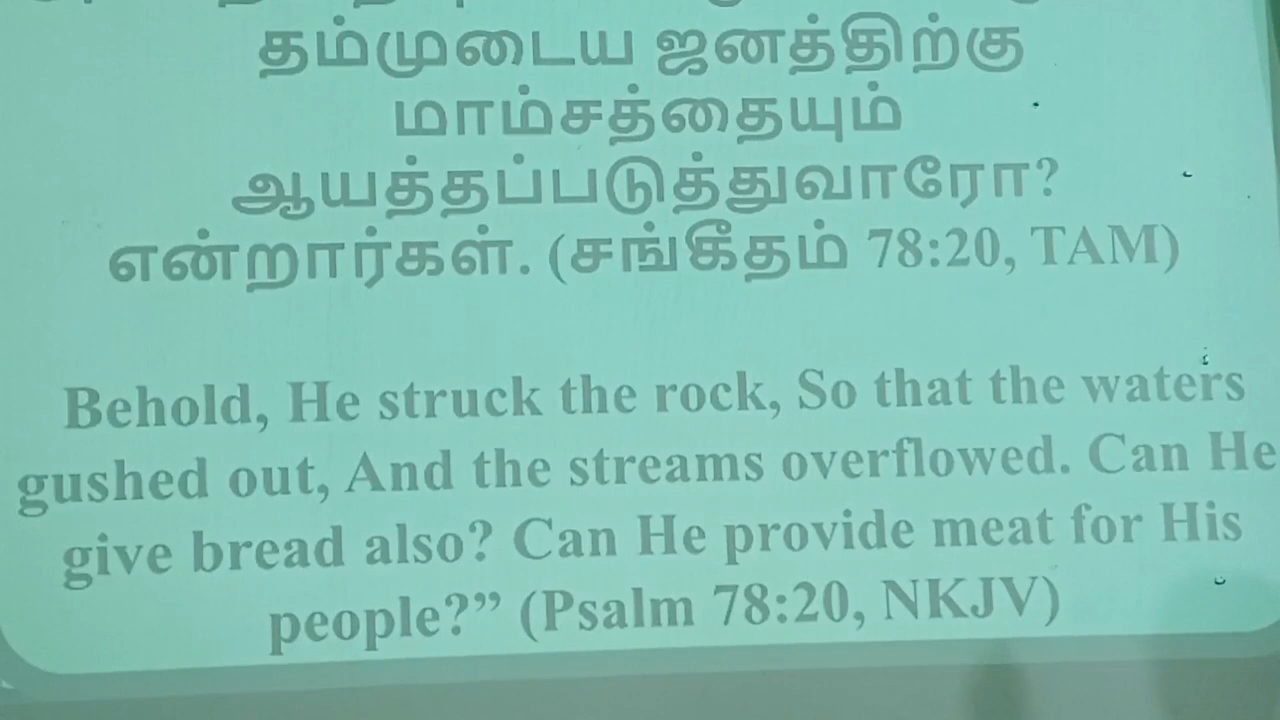 தம்முடைய ஜனத்திற்கு
மாம்சத்தையும்
ஆயத்தப்படுத்துவாரோ?
என்றார்கள். (சங்கீதம் 78:20, TAM)
Behold, He struck the rock, So that the waters
gushed out, And the streams overflowed. Can He
give bread also? Can He provide meat for His
people?” (Psalm 78:20, NKJV)